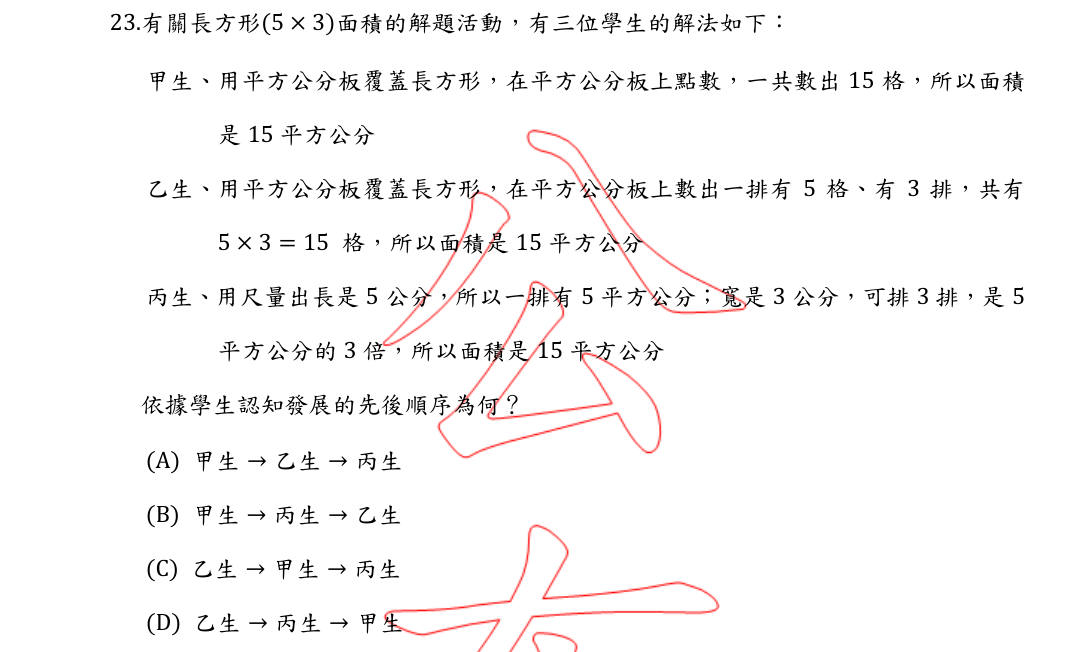 23.有關長方形(5 × 3)面積的解題活動，有三位學生的解法如下：
甲生、用平方公分板覆蓋長方形，在平方公分板上點數，一共數出 15 格，所以面積
是 15 平方公分
乙生、用平方公分板覆蓋長方形，在平方公分板上數出一排有 5 格、有 3 排，共有
5 × 3 = 15 格，所以面積是 15 平方公分
丙生、用尺量出長是 5 公分，所以一排有 5 平方公分；寬是 3 公分，可排 3 排，是 5
平方公分的 3 倍，所以面積是 15 平方公分
依據學生認知發展的先後順序為何？
(A) 甲生 → 乙生 → 丙生
(B) 甲生 → 丙生 → 乙生
(C) 乙生 → 甲生 → 丙生
(D) 乙生 → 丙生 → 甲生
公